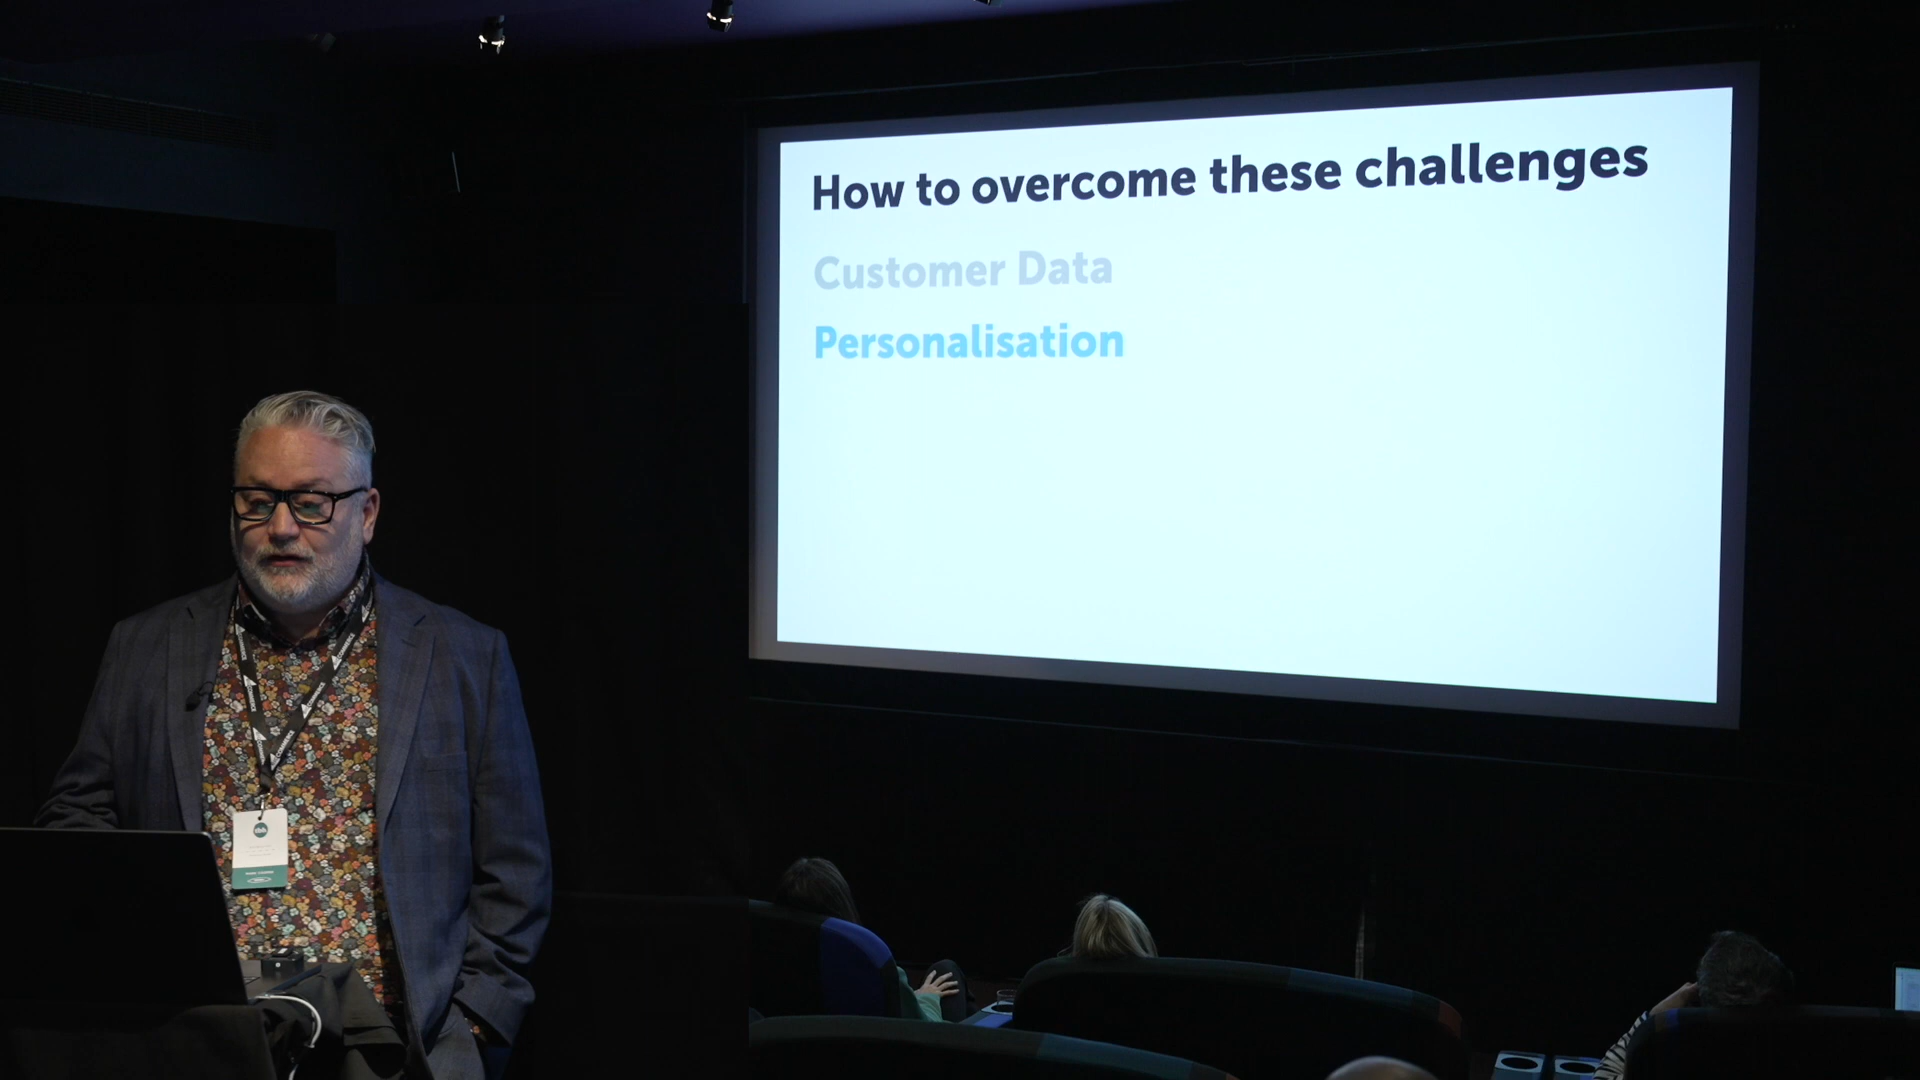 How to overcome these challenges
Customer Data
Personalisation